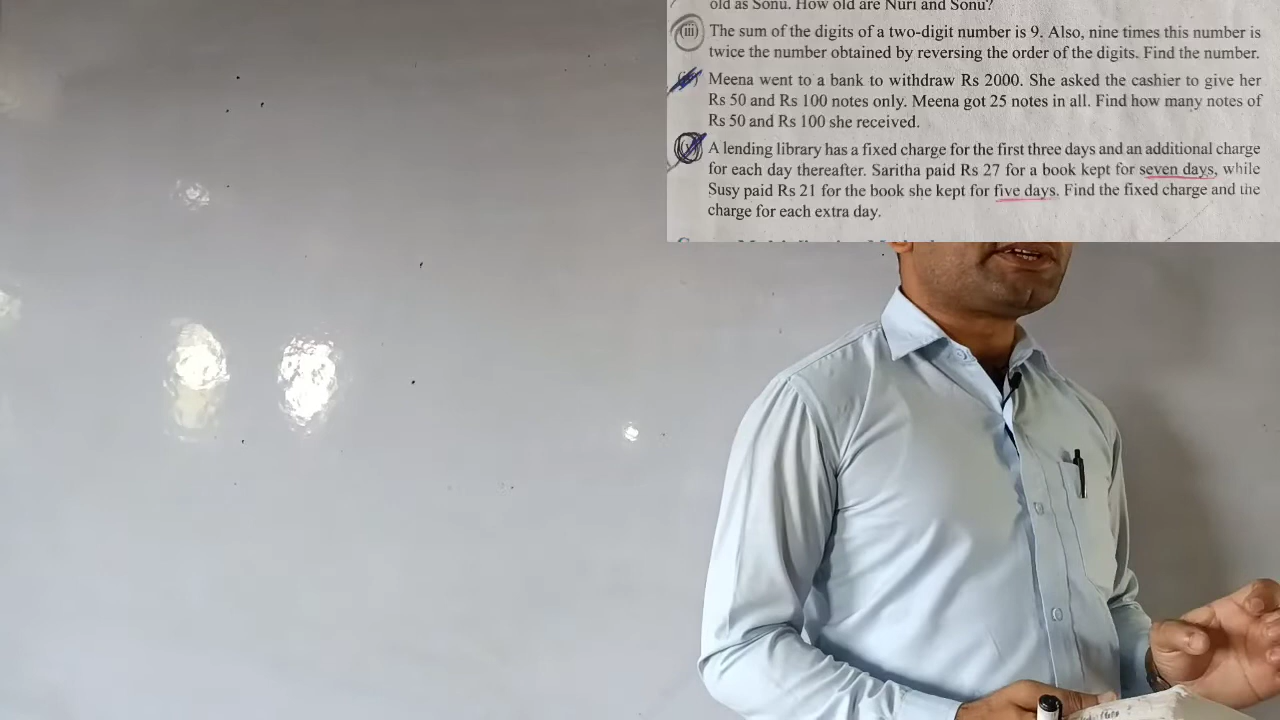 old as Sonu. How old are Nuri and Sonu?
(iii) The sum of the digits of a two-digit number is 9. Also, nine times this number is
twice the number obtained by reversing the order of the digits. Find the number.
Meena went to a bank to withdraw Rs 2000. She asked the cashier to give her
Rs 50 and Rs 100 notes only. Meena got 25 notes in all. Find how many notes of
Rs 50 and Rs 100 she received.
A lending library has a fixed charge for the first three days and an additional charge
for each day thereafter. Saritha paid Rs 27 for a book kept for seven days, while
Susy paid Rs 21 for the book she kept for five days. Find the fixed charge and the
charge for each extra day.